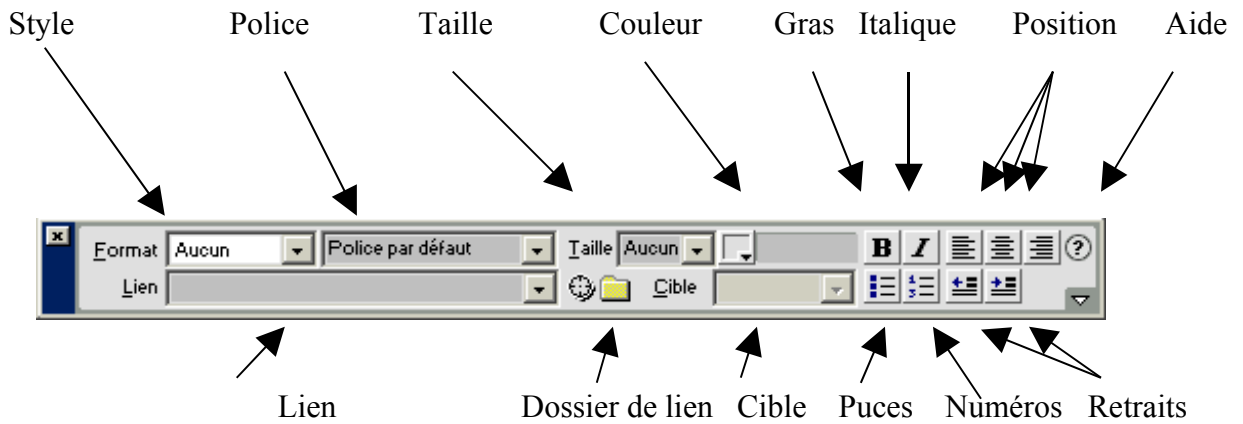 Style Police Taille Couleur Gras Italique Position Aide
Format Aucun Police par défaut Taille Aucun B I ?
Lien Cible
Lien Dossier de lien Cible Puces Numéros Retraits